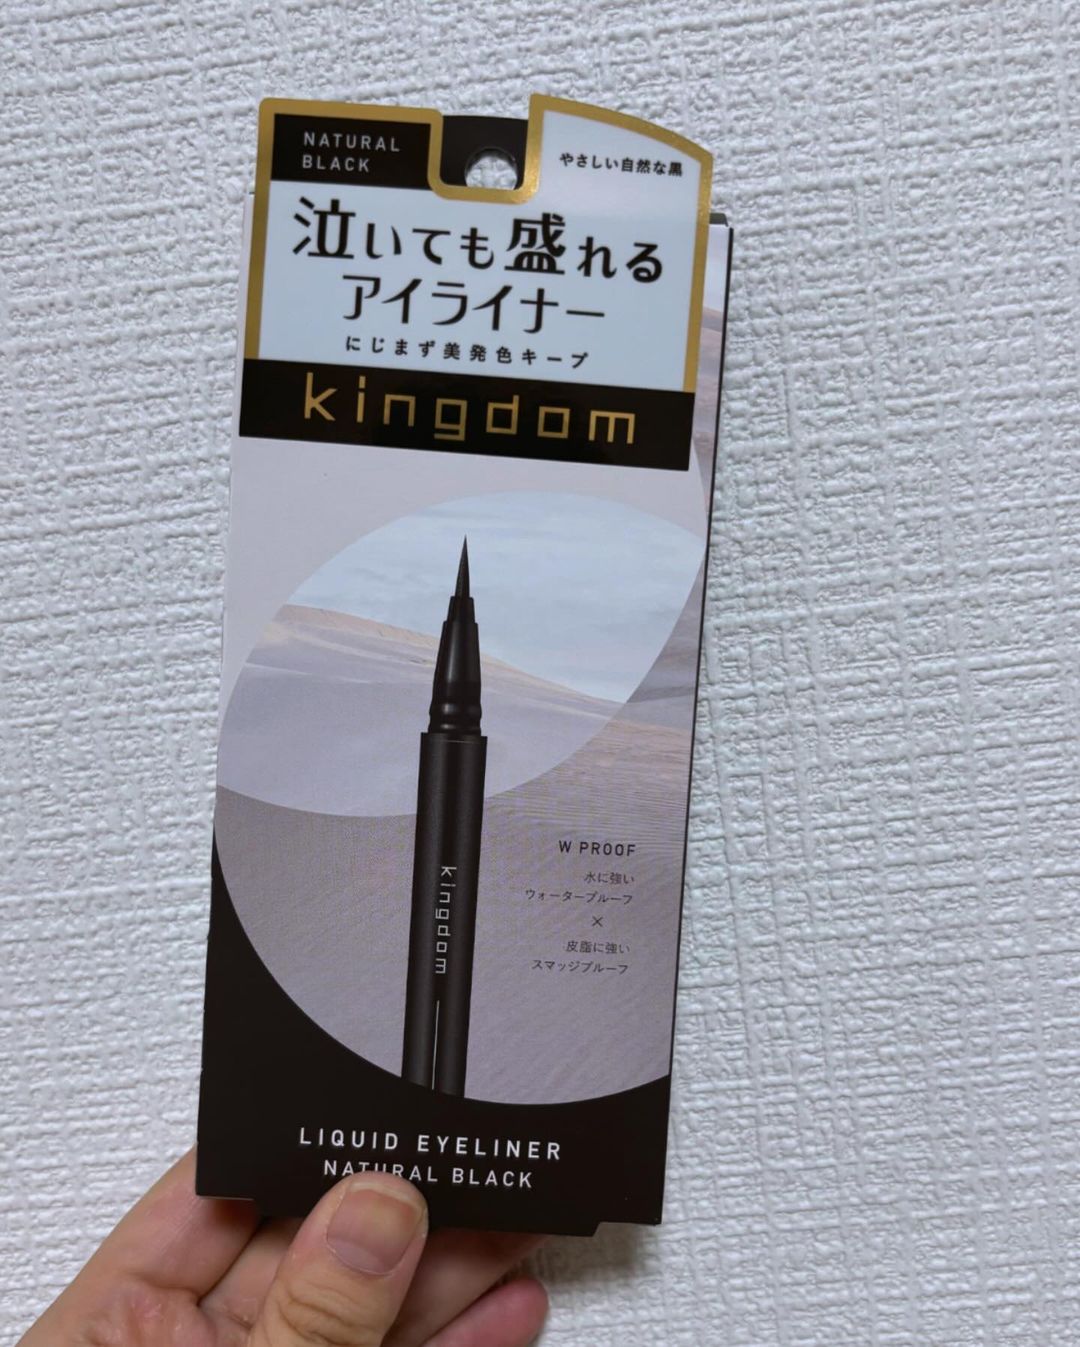 NATURAL
BLACK
やさしい自然な黒
泣いても盛れる
アイライナー
にじまず美発色キープ
kingdom
kingdom
W PROOF
水に強い
ウォータープルーフ
×
皮脂に強い
スマッジプルーフ
LIQUID EYELINER
NATURAL BLACK